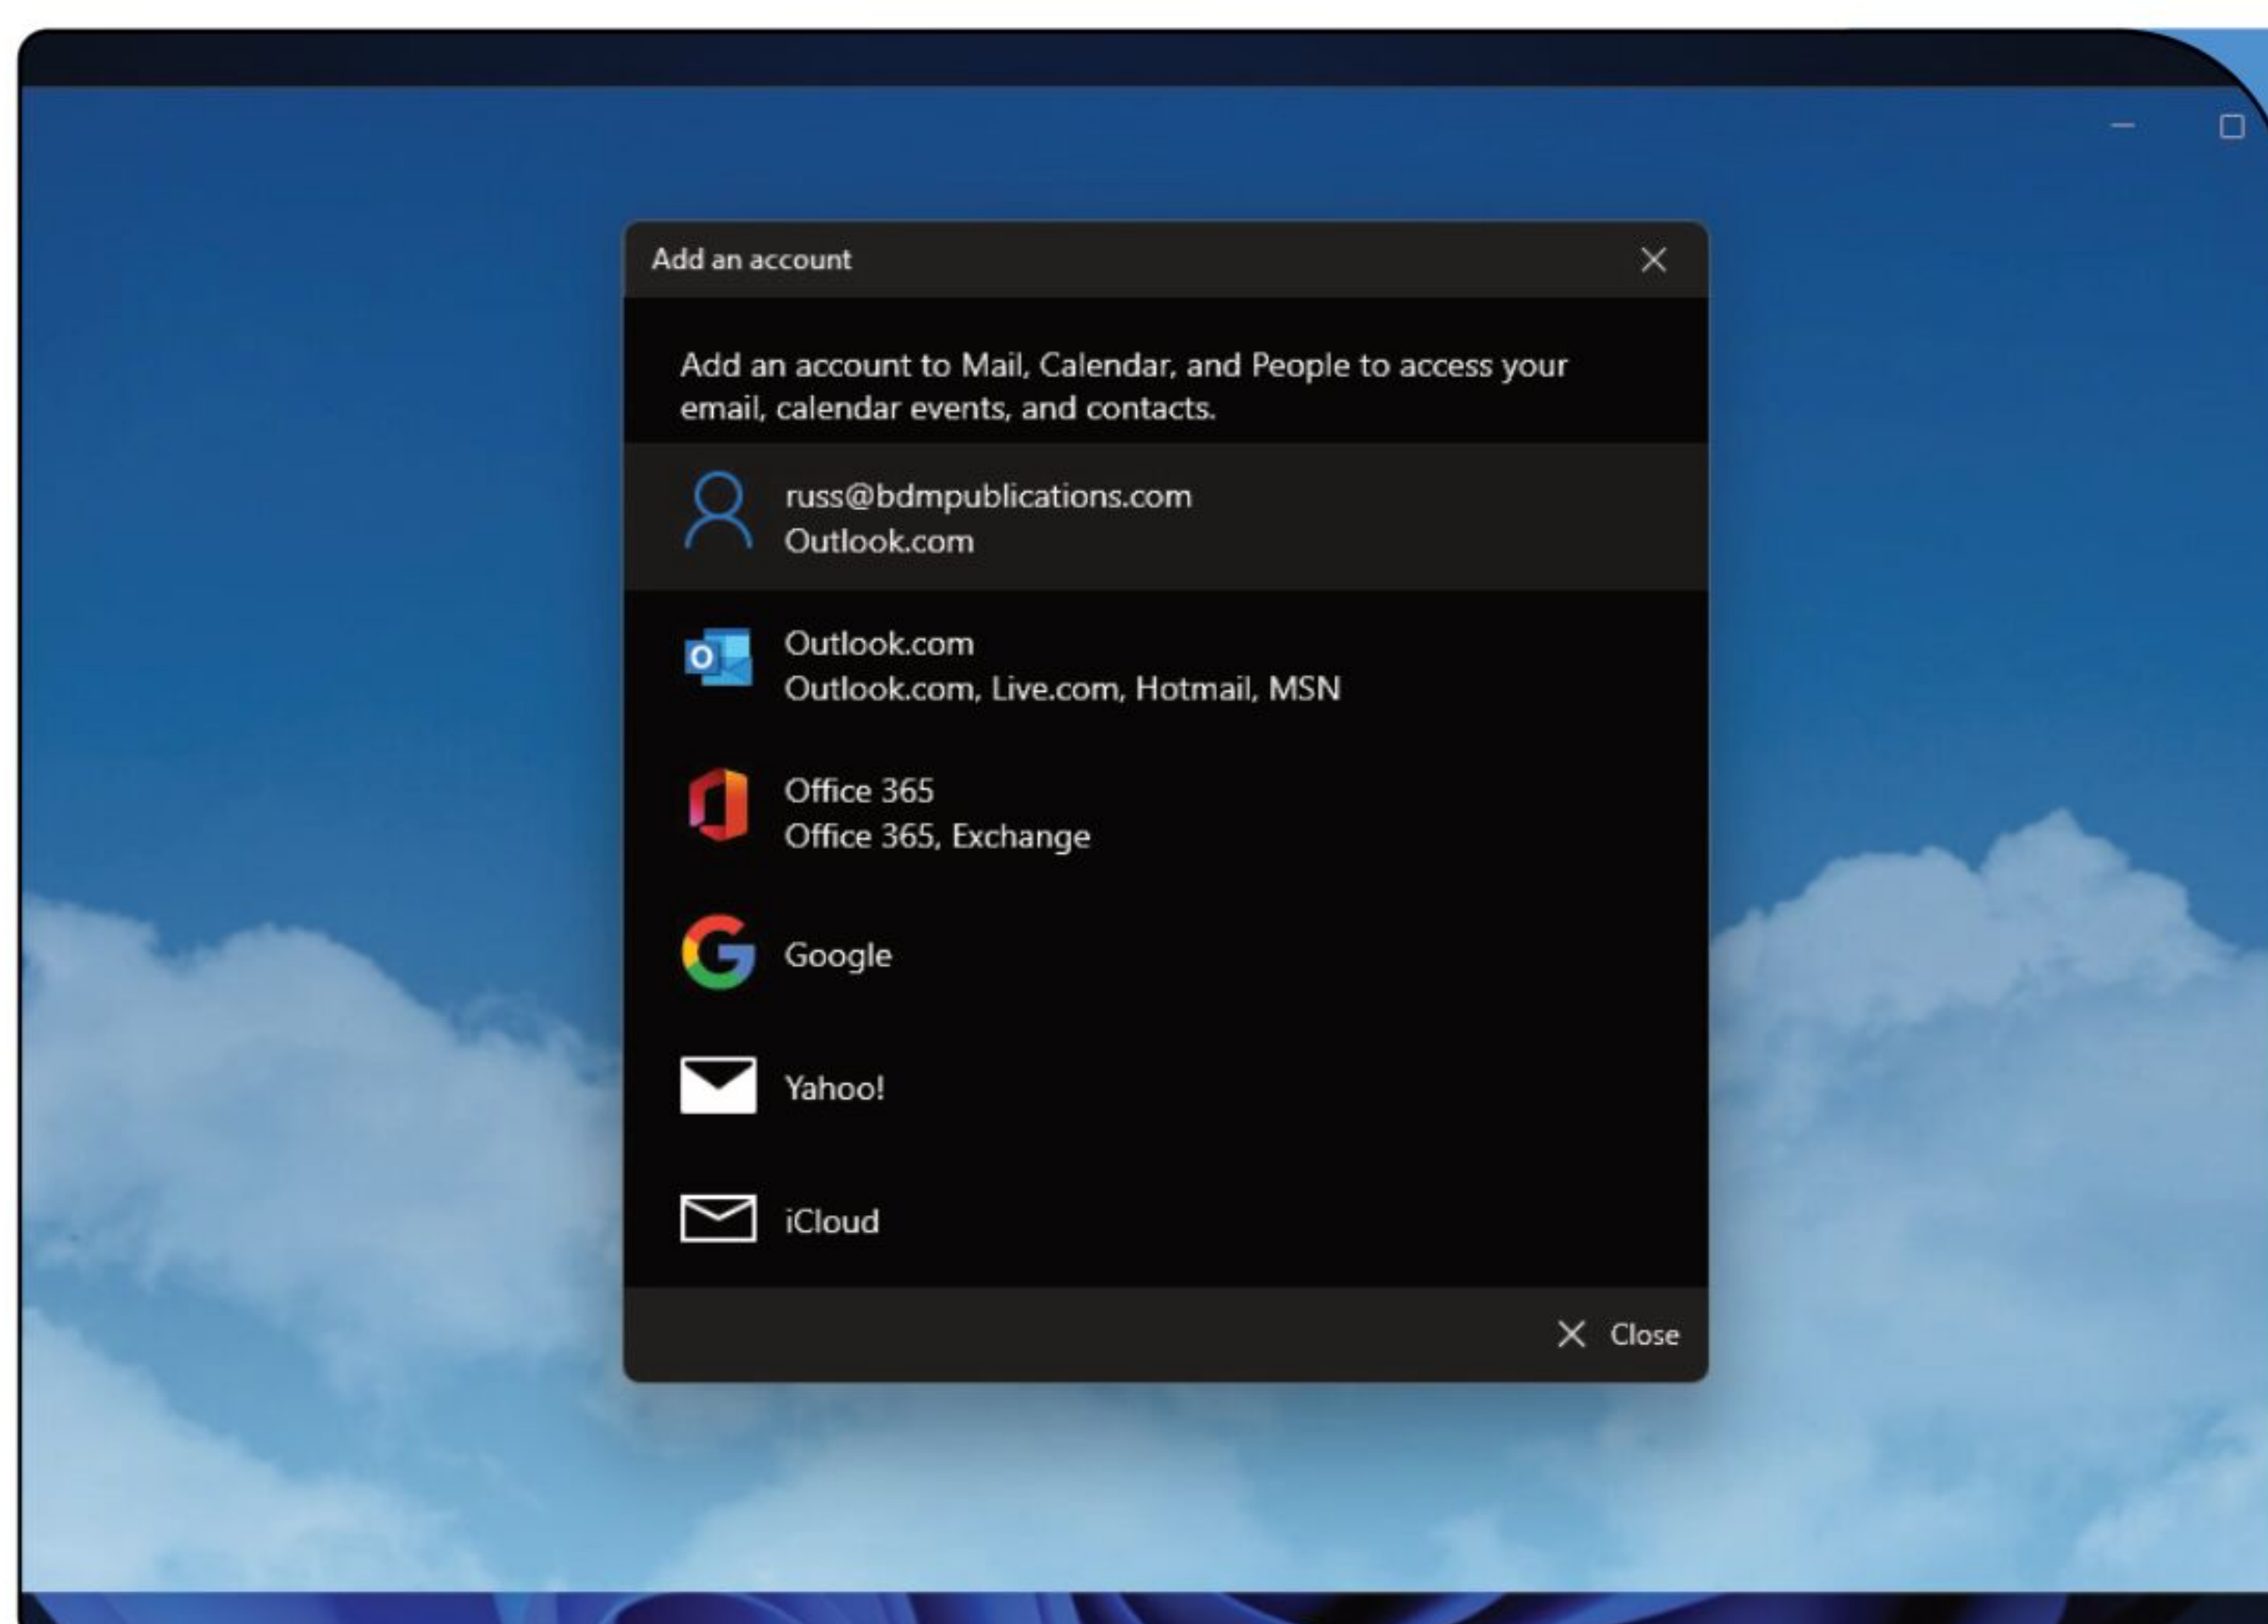 Add an account
Add an account to Mail, Calendar, and People to access your
email, calendar events, and contacts.
russ@bdmpublications.com
Outlook.com
Outlook.com
Outlook.com, Live.com, Hotmail, MSN
Office 365
Office 365, Exchange
Google
Yahoo!
iCloud
Close